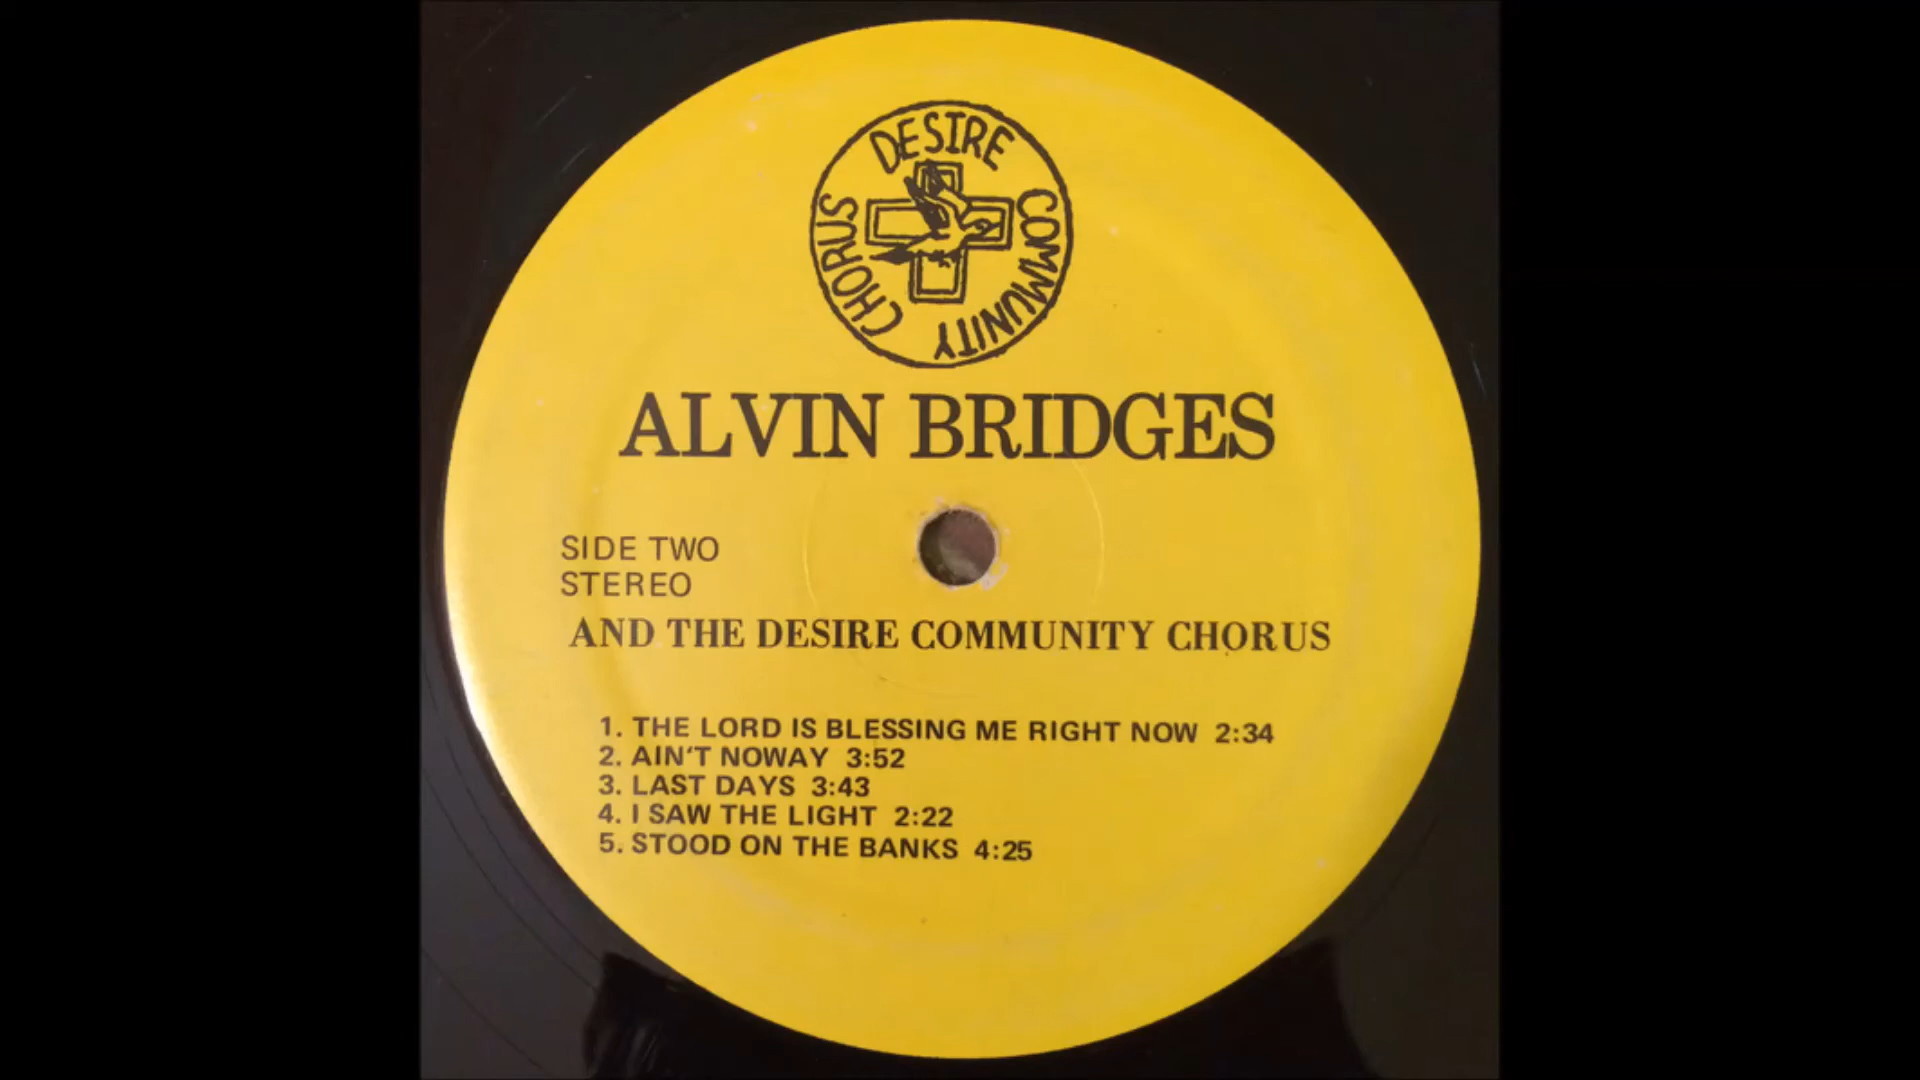 DESIRE COMMUNITY CHORUS
ALVIN BRIDGES
SIDE TWO
STEREO
AND THE DESIRE COMMUNITY CHORUS
1. THE LORD IS BLESSING ME RIGHT NOW 2:34
2. AIN'T NOWAY 3:52
3. LAST DAYS 3:43
4. I SAW THE LIGHT 2:22
5. STOOD ON THE BANKS 4:25